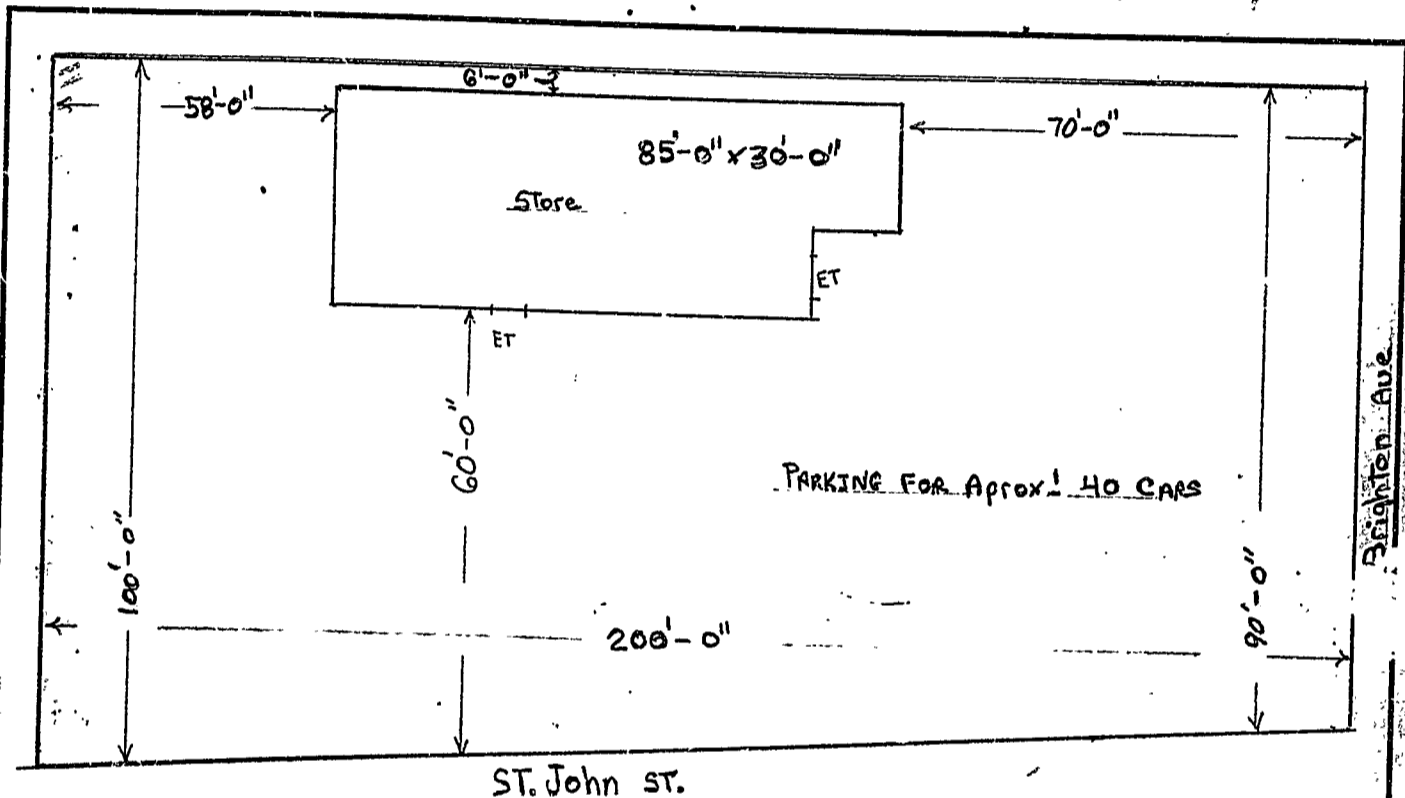 6'-0"
58'-0"
70'-0"
85'-0" x 30'-0"
Store
ET
ET
60'-0"
PARKING FOR Aprox! 40 CARS
Brighton Ave
100'-0"
90'-0"
200'-0"
ST. John ST.